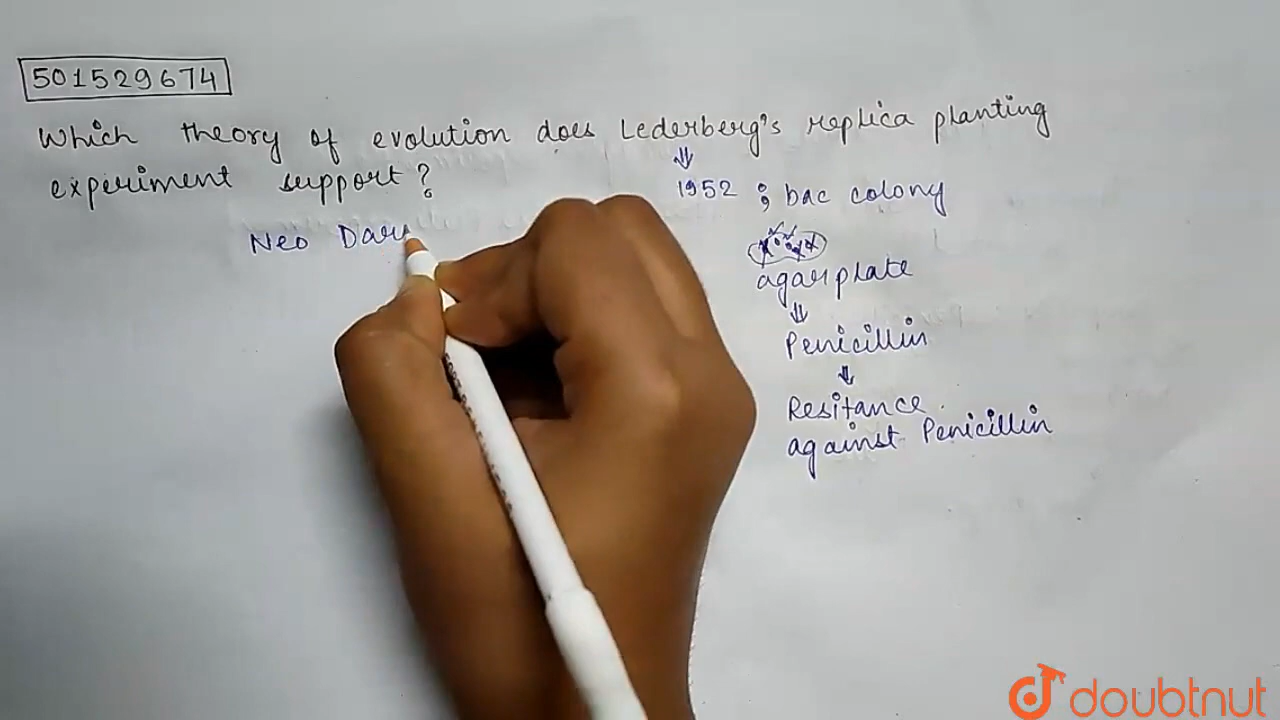 501529674
Which theory of evolution does Lederberg's replica planting
experiment support?
1952 ; bac colony
Neo Dar
agarplate
Penicillin
Resitance
against Penicillin
doubtnut